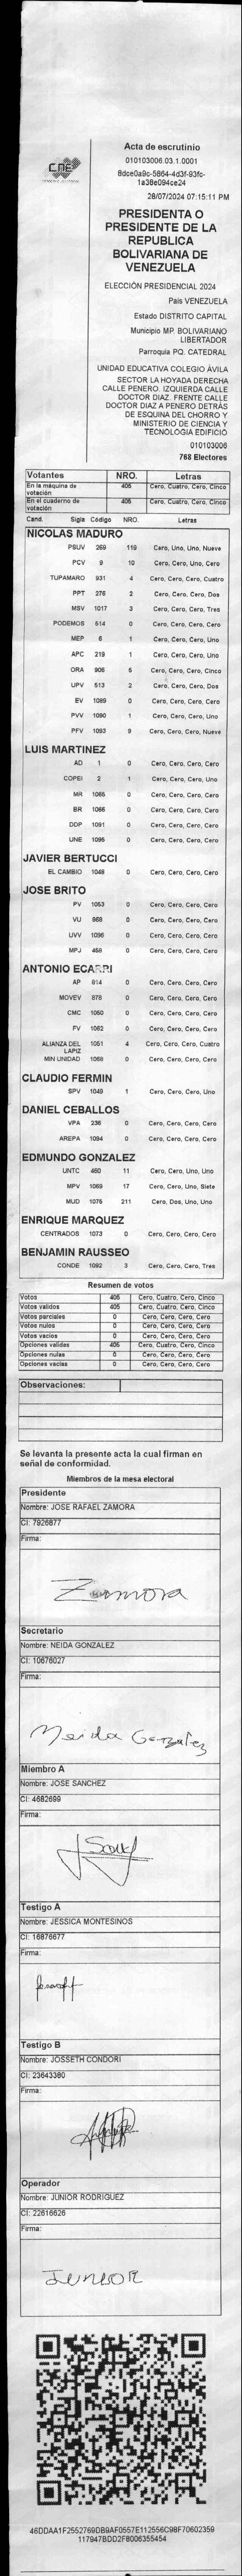 CNE
Acta de escrutinio
010103006.03.1.0001
8dce0a9c-5864-4d3f-93fc-
1a38e094ce24
28/07/2024 07:15:11 PM
PRESIDENTA O
PRESIDENTE DE LA
REPUBLICA
BOLIVARIANA DE
VENEZUELA
ELECCIÓN PRESIDENCIAL 2024
País VENEZUELA
Estado DISTRITO CAPITAL
Municipio MP. BOLIVARIANO
LIBERTADOR
Parroquia PQ. CATEDRAL
UNIDAD EDUCATIVA COLEGIO ÁVILA
SECTOR LA HOYADA DERECHA
CALLE PENERO. IZQUIERDA CALLE
DOCTOR DIAZ. FRENTE CALLE
DOCTOR DIAZ A PENERO DETRÁS
DE ESQUINA DEL CHORRO Y
MINISTERIO DE CIENCIA Y
TECNOLOGIA EDIFICIO
010103006
768 Electores
Votantes NRO. Letras
En la máquina de votación 405 Cero, Cuatro, Cero, Cinco
En el cuaderno de votación 405 Cero, Cuatro, Cero, Cinco
Cand. Sigla Código NRO. Letras
NICOLAS MADURO
PSUV 269 119 Cero, Uno, Uno, Nueve
PCV 9 10 Cero, Cero, Uno, Cero
TUPAMARO 931 4 Cero, Cero, Cero, Cuatro
PPT 276 2 Cero, Cero, Cero, Dos
MSV 1017 3 Cero, Cero, Cero, Tres
PODEMOS 514 0 Cero, Cero, Cero, Cero
MEP 6 1 Cero, Cero, Cero, Uno
APC 219 1 Cero, Cero, Cero, Uno
ORA 906 5 Cero, Cero, Cero, Cinco
UPV 513 2 Cero, Cero, Cero, Dos
EV 1089 0 Cero, Cero, Cero, Cero
PVV 1090 1 Cero, Cero, Cero, Uno
PFV 1093 9 Cero, Cero, Cero, Nueve
LUIS MARTINEZ
AD 1 0 Cero, Cero, Cero, Cero
COPEI 2 1 Cero, Cero, Cero, Uno
MR 1065 0 Cero, Cero, Cero, Cero
BR 1066 0 Cero, Cero, Cero, Cero
DDP 1091 0 Cero, Cero, Cero, Cero
UNE 1095 0 Cero, Cero, Cero, Cero
JAVIER BERTUCCI
EL CAMBIO 1048 0 Cero, Cero, Cero, Cero
JOSE BRITO
PV 1053 0 Cero, Cero, Cero, Cero
VU 968 0 Cero, Cero, Cero, Cero
UVV 1096 0 Cero, Cero, Cero, Cero
MPJ 458 0 Cero, Cero, Cero, Cero
ANTONIO ECARRI
AP 614 0 Cero, Cero, Cero, Cero
MOVEV 878 0 Cero, Cero, Cero, Cero
CMC 1050 0 Cero, Cero, Cero, Cero
FV 1062 0 Cero, Cero, Cero, Cero
ALIANZA DEL LAPIZ 1051 4 Cero, Cero, Cero, Cuatro
MIN UNIDAD 1068 0 Cero, Cero, Cero, Cero
CLAUDIO FERMIN
SPV 1049 1 Cero, Cero, Cero, Uno
DANIEL CEBALLOS
VPA 236 0 Cero, Cero, Cero, Cero
AREPA 1094 0 Cero, Cero, Cero, Cero
EDMUNDO GONZALEZ
UNTC 460 11 Cero, Cero, Uno, Uno
MPV 1069 17 Cero, Cero, Uno, Siete
MUD 1075 211 Cero, Dos, Uno, Uno
ENRIQUE MARQUEZ
CENTRADOS 1073 0 Cero, Cero, Cero, Cero
BENJAMIN RAUSSEO
CONDE 1092 3 Cero, Cero, Cero, Tres
Resumen de votos
Votos 405 Cero, Cuatro, Cero, Cinco
Votos validos 405 Cero, Cuatro, Cero, Cinco
Votos parciales 0 Cero, Cero, Cero, Cero
Votos nulos 0 Cero, Cero, Cero, Cero
Votos vacios 0 Cero, Cero, Cero, Cero
Opciones validas 405 Cero, Cuatro, Cero, Cinco
Opciones nulas 0 Cero, Cero, Cero, Cero
Opciones vacias 0 Cero, Cero, Cero, Cero
Observaciones:
Se levanta la presente acta la cual firman en
señal de conformidad.
Miembros de la mesa electoral
Presidente
Nombre: JOSE RAFAEL ZAMORA
CI: 7926877
Firma:
Zamora
Secretario
Nombre: NEIDA GONZALEZ
CI: 10676027
Firma:
Neida Gonzalez
Miembro A
Nombre: JOSE SANCHEZ
CI: 4682699
Firma:
Testigo A
Nombre: JESSICA MONTESINOS
CI: 16876677
Firma:
Testigo B
Nombre: JOSSETH CONDORI
CI: 23643380
Firma:
Operador
Nombre: JUNIOR RODRIGUEZ
CI: 22616626
Firma:
JUNIOR
46DDAA1F2552769DB9AF0557E112556C98F70602359
117947BDD2F8006355454